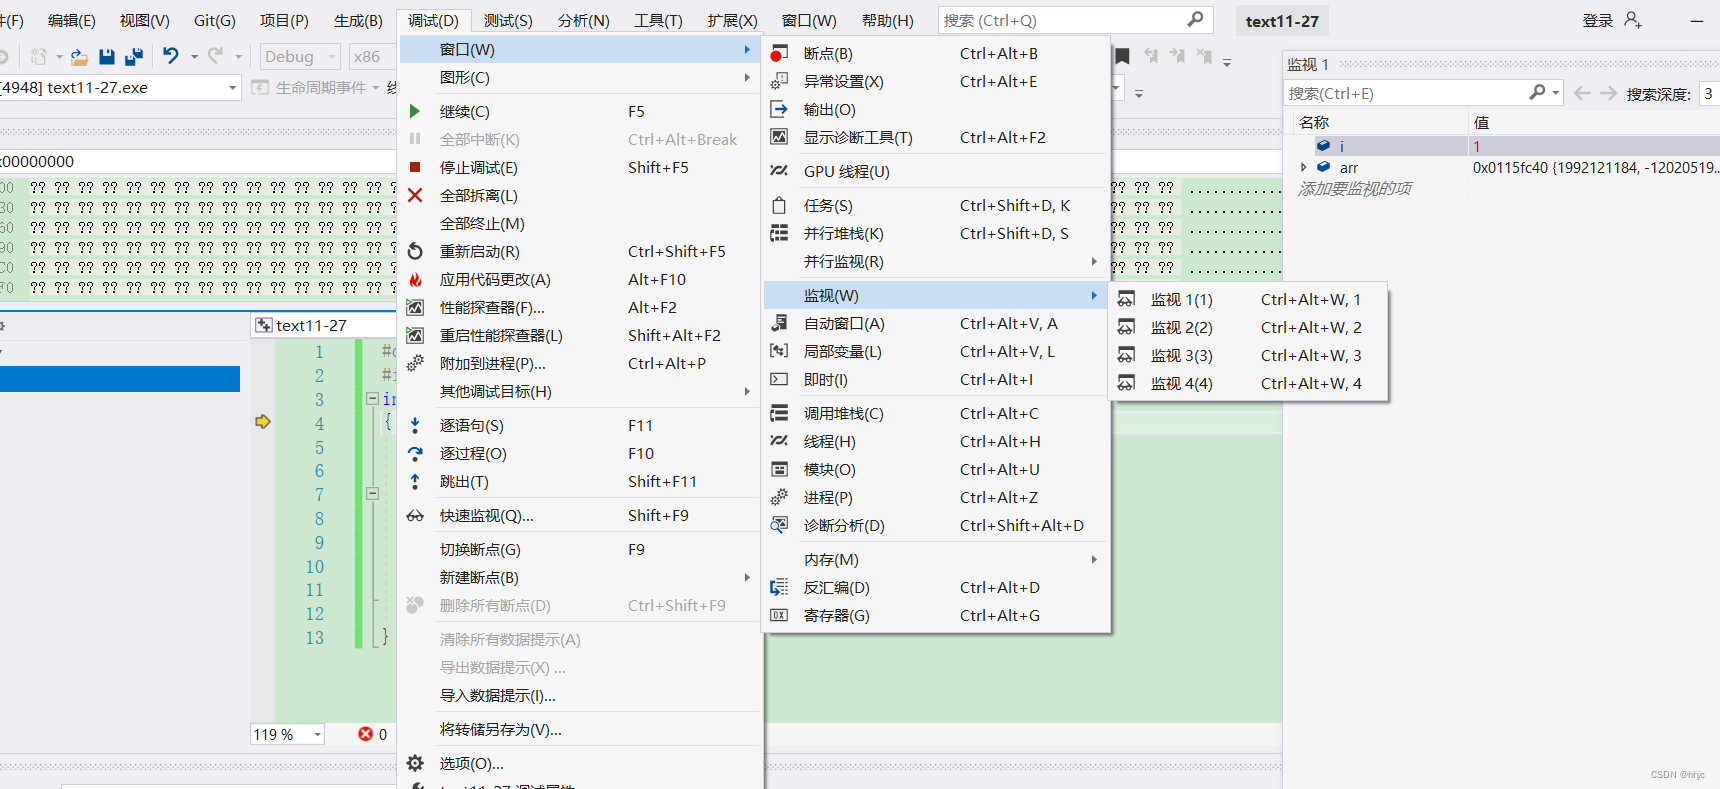 件(F) 编辑(E) 视图(V) Git(G) 项目(P) 生成(B) 调试(D) 测试(S) 分析(N) 工具(T) 扩展(X) 窗口(W) 帮助(H) 搜索 (Ctrl+Q) text11-27 登录
Debug x86
[4948] text11-27.exe 生命周期事件
窗口(W)
图形(C)
继续(C) F5
全部中断(K) Ctrl+Alt+Break
停止调试(E) Shift+F5
全部拆离(L)
全部终止(M)
重新启动(R) Ctrl+Shift+F5
应用代码更改(A) Alt+F10
性能探查器(F)... Alt+F2
重启性能探查器(L) Shift+Alt+F2
附加到进程(P)... Ctrl+Alt+P
其他调试目标(H)
逐语句(S) F11
逐过程(O) F10
跳出(T) Shift+F11
快速监视(Q)... Shift+F9
切换断点(G) F9
新建断点(B)
删除所有断点(D) Ctrl+Shift+F9
清除所有数据提示(A)
导出数据提示(X) ...
导入数据提示(I)...
将转储另存为(V)...
选项(O)...
断点(B) Ctrl+Alt+B
异常设置(X) Ctrl+Alt+E
输出(O)
显示诊断工具(T) Ctrl+Alt+F2
GPU 线程(U)
任务(S) Ctrl+Shift+D, K
并行堆栈(K) Ctrl+Shift+D, S
并行监视(R)
监视(W)
自动窗口(A) Ctrl+Alt+V, A
局部变量(L) Ctrl+Alt+V, L
即时(I) Ctrl+Alt+I
调用堆栈(C) Ctrl+Alt+C
线程(H) Ctrl+Alt+H
模块(O) Ctrl+Alt+U
进程(P) Ctrl+Alt+Z
诊断分析(D) Ctrl+Shift+Alt+D
内存(M)
反汇编(D) Ctrl+Alt+D
寄存器(G) Ctrl+Alt+G
监视 1(1) Ctrl+Alt+W, 1
监视 2(2) Ctrl+Alt+W, 2
监视 3(3) Ctrl+Alt+W, 3
监视 4(4) Ctrl+Alt+W, 4
监视 1
搜索(Ctrl+E) 搜索深度: 3
名称 值
i 1
arr 0x0115fc40 {1992121184, -12020519...
添加要监视的项
x00000000
00 ?? ?? ?? ?? ?? ?? ?? ?? ?? ?? ?? ?? ?? ?? ?? ?? ??
30 ?? ?? ?? ?? ?? ?? ?? ?? ?? ?? ?? ?? ?? ?? ?? ?? ??
60 ?? ?? ?? ?? ?? ?? ?? ?? ?? ?? ?? ?? ?? ?? ?? ?? ??
90 ?? ?? ?? ?? ?? ?? ?? ?? ?? ?? ?? ?? ?? ?? ?? ?? ??
C0 ?? ?? ?? ?? ?? ?? ?? ?? ?? ?? ?? ?? ?? ?? ?? ?? ??
F0 ?? ?? ?? ?? ?? ?? ?? ?? ?? ?? ?? ?? ?? ?? ?? ?? ??
text11-27
1
2
3 in
4 {
5
6
7
8
9
10
11
12
13 }
119 % 0
CSDN @hhjc